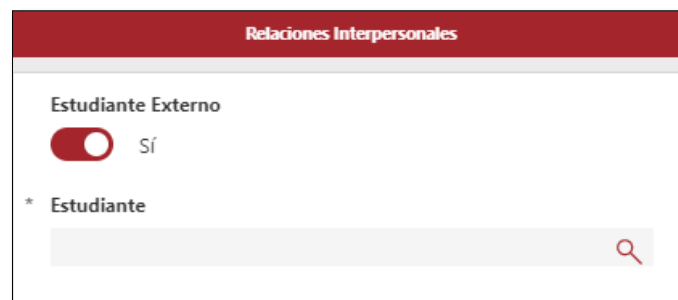 Relaciones Interpersonales
Estudiante Externo
Sí
* Estudiante